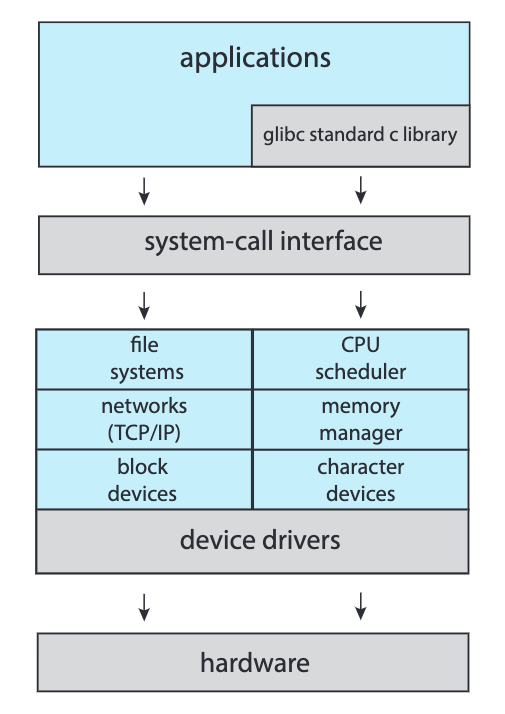 applications
glibc standard c library
system-call interface
file
systems
CPU
scheduler
networks
(TCP/IP)
memory
manager
block
devices
character
devices
device drivers
hardware